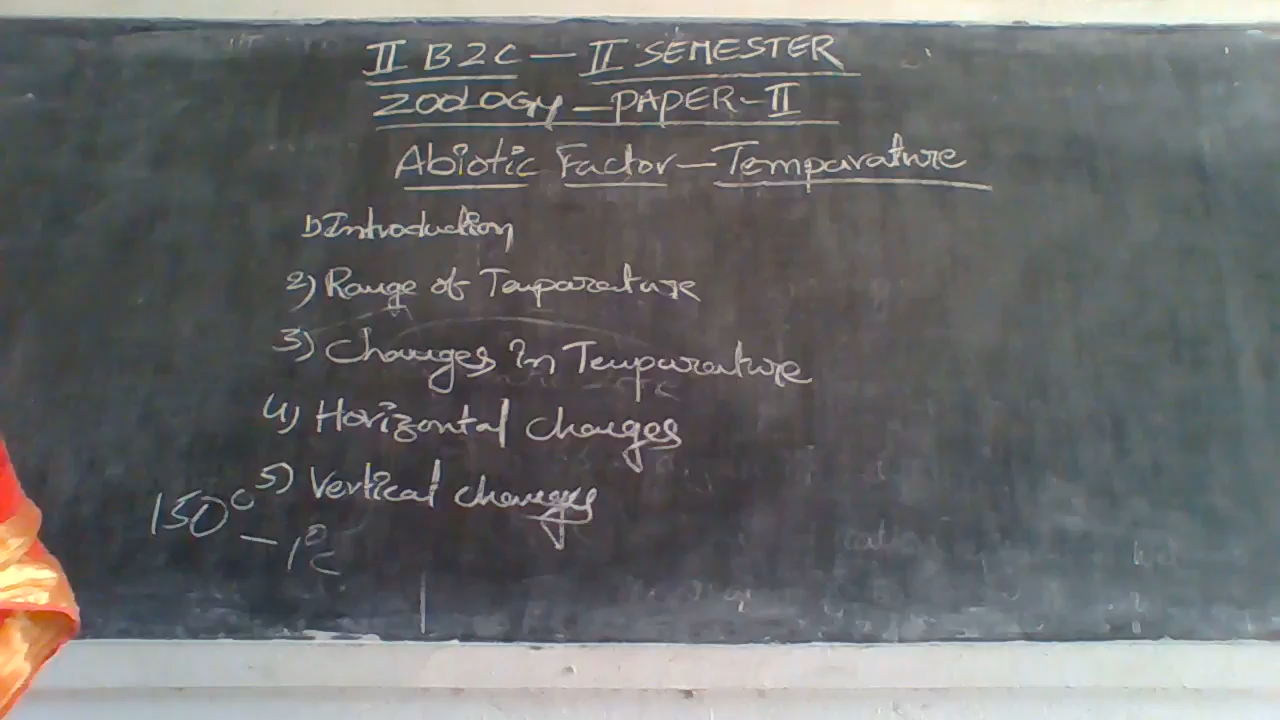 II BZC - II SEMESTER
ZOOLOGY - PAPER - II
Abiotic Factor - Temparature
1) Introduction
2) Range of Temparature
3) Changes In Temparature
4) Horizontal changes
5) Vertical changes
150° - 1°C